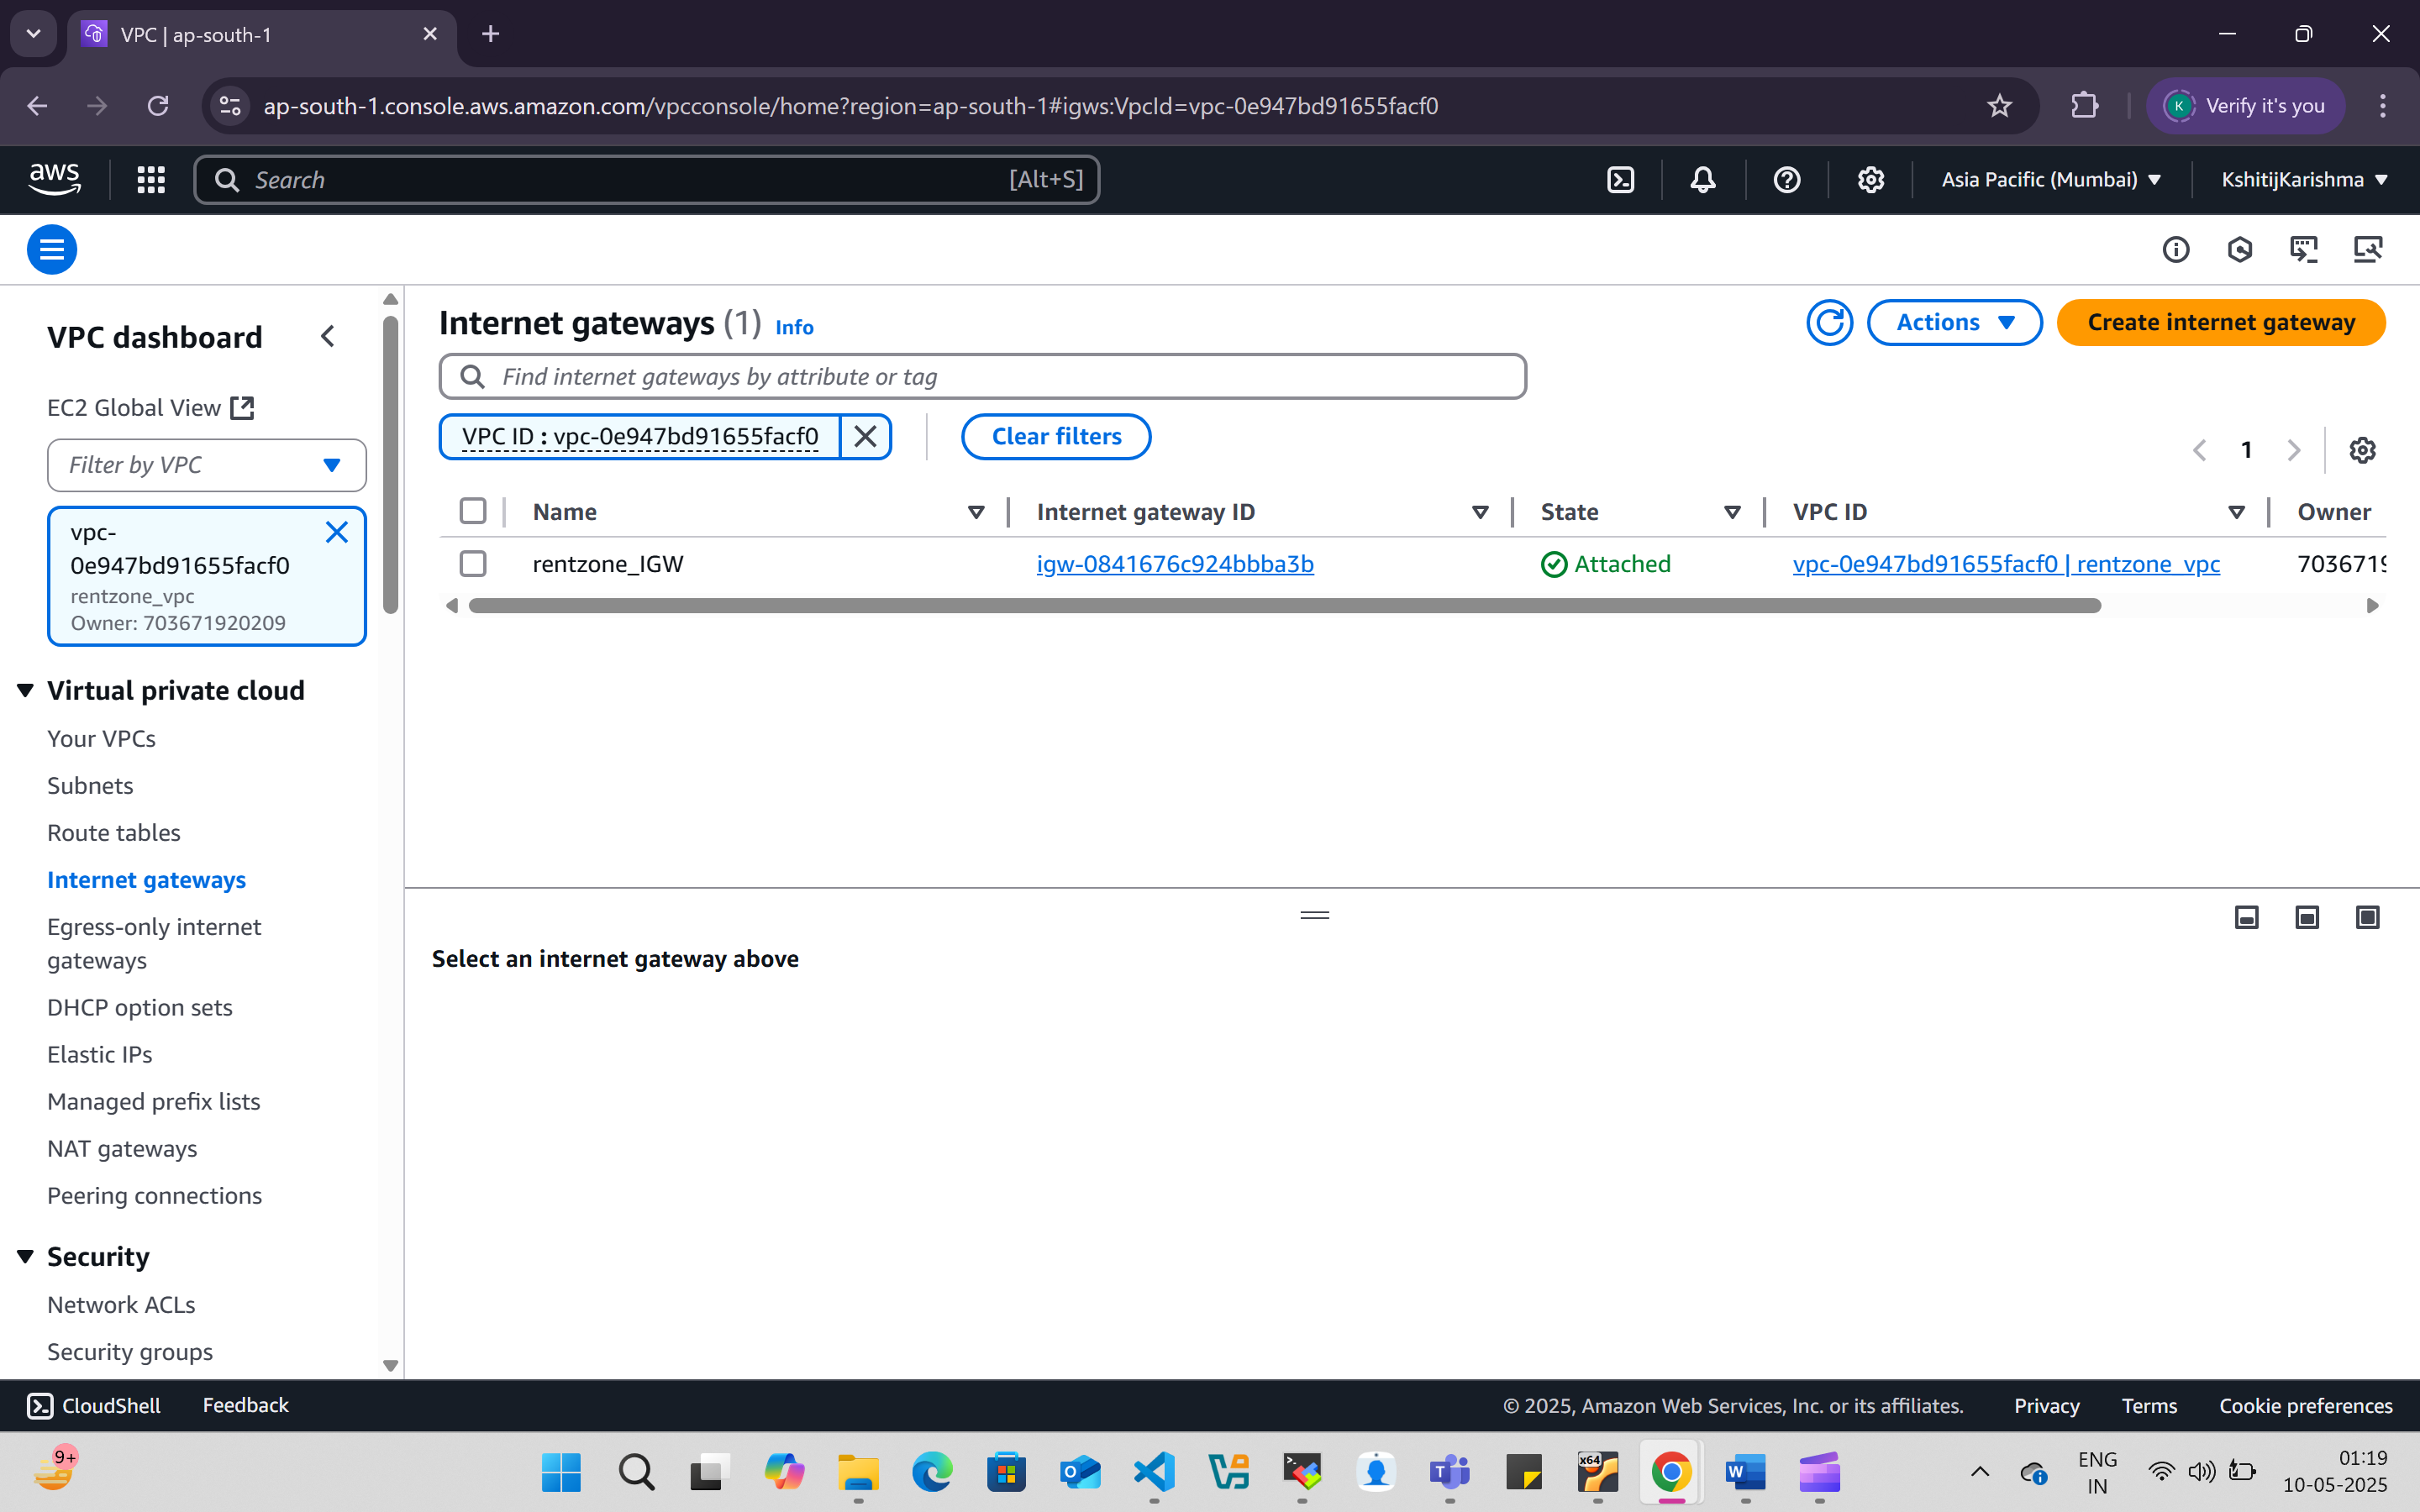 VPC | ap-south-1
ap-south-1.console.aws.amazon.com/vpcconsole/home?region=ap-south-1#igws:VpcId=vpc-0e947bd91655facf0
K
Verify it's you
aws
Search
[Alt+S]
Asia Pacific (Mumbai)
KshitijKarishma
VPC dashboard
EC2 Global View
Filter by VPC
vpc-
0e947bd91655facf0
rentzone_vpc
Owner: 703671920209
Virtual private cloud
Your VPCs
Subnets
Route tables
Internet gateways
Egress-only internet
gateways
DHCP option sets
Elastic IPs
Managed prefix lists
NAT gateways
Peering connections
Security
Network ACLs
Security groups
Internet gateways (1) Info
Actions
Create internet gateway
Find internet gateways by attribute or tag
VPC ID : vpc-0e947bd91655facf0
Clear filters
1
Name
Internet gateway ID
State
VPC ID
Owner
rentzone_IGW
igw-0841676c924bbba3b
Attached
vpc-0e947bd91655facf0 | rentzone_vpc
7036719
Select an internet gateway above
CloudShell
Feedback
© 2025, Amazon Web Services, Inc. or its affiliates.
Privacy
Terms
Cookie preferences
9+
x64
ENG
IN
01:19
10-05-2025